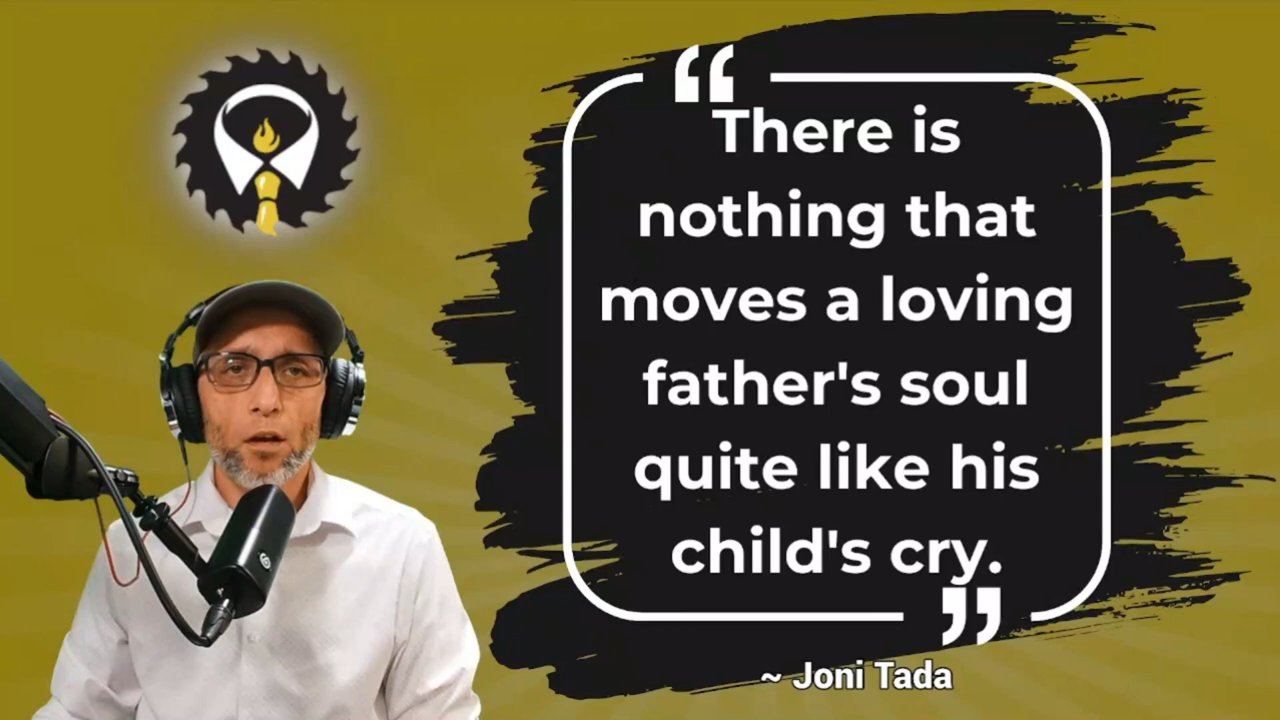 “
There is
nothing that
moves a loving
father's soul
quite like his
child's cry.
”
~ Joni Tada